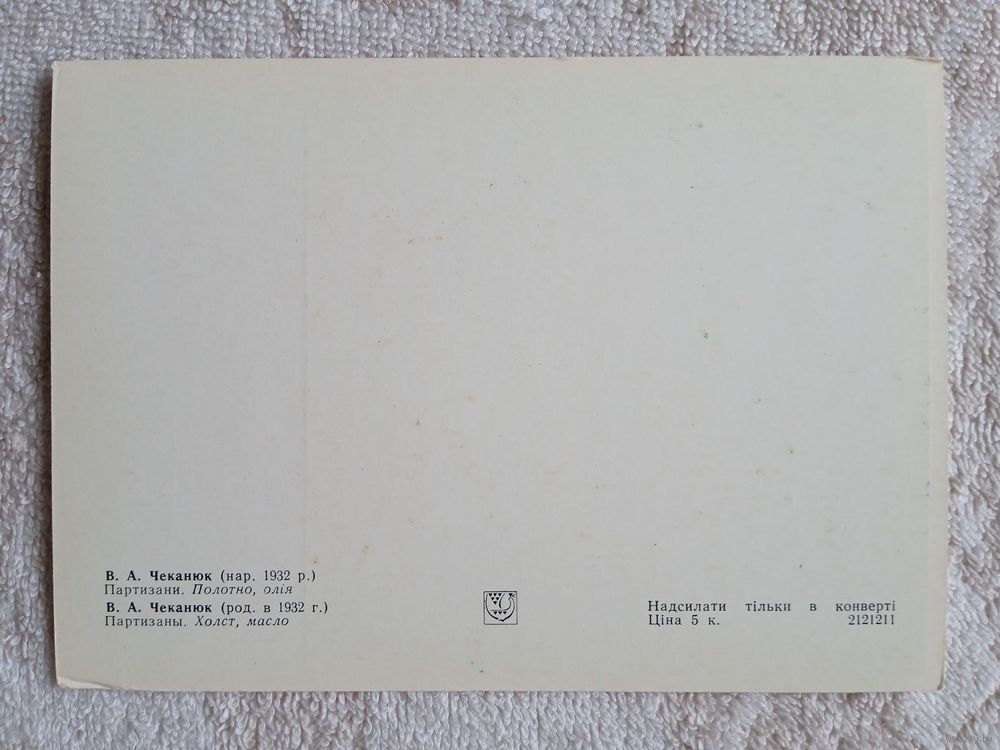 В. А. Чеканюк (нар. 1932 р.)
Партизани. Полотно, олія
В. А. Чеканюк (род. в 1932 г.)
Партизаны. Холст, масло
Надсилати тільки в конверті
Ціна 5 к. 2121211